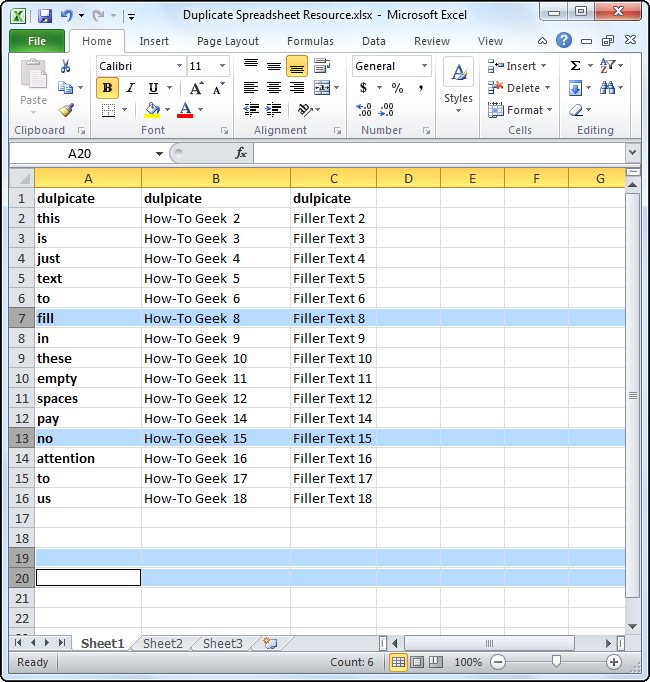 Duplicate Spreadsheet Resource.xlsx - Microsoft Excel
File Home Insert Page Layout Formulas Data Review View
Paste Calibri 11 General Insert Σ
B I U A A $ % , Styles Delete
A .00 .0 Format
Clipboard Font Alignment Number Cells Editing
A20 fx
A B C D E F G
1 dulpicate dulpicate dulpicate
2 this How-To Geek 2 Filler Text 2
3 is How-To Geek 3 Filler Text 3
4 just How-To Geek 4 Filler Text 4
5 text How-To Geek 5 Filler Text 5
6 to How-To Geek 6 Filler Text 6
7 fill How-To Geek 8 Filler Text 8
8 in How-To Geek 9 Filler Text 9
9 these How-To Geek 10 Filler Text 10
10 empty How-To Geek 11 Filler Text 11
11 spaces How-To Geek 12 Filler Text 12
12 pay How-To Geek 14 Filler Text 14
13 no How-To Geek 15 Filler Text 15
14 attention How-To Geek 16 Filler Text 16
15 to How-To Geek 17 Filler Text 17
16 us How-To Geek 18 Filler Text 18
17
18
19
20
21
22
Sheet1 Sheet2 Sheet3
Ready Count: 6 100%